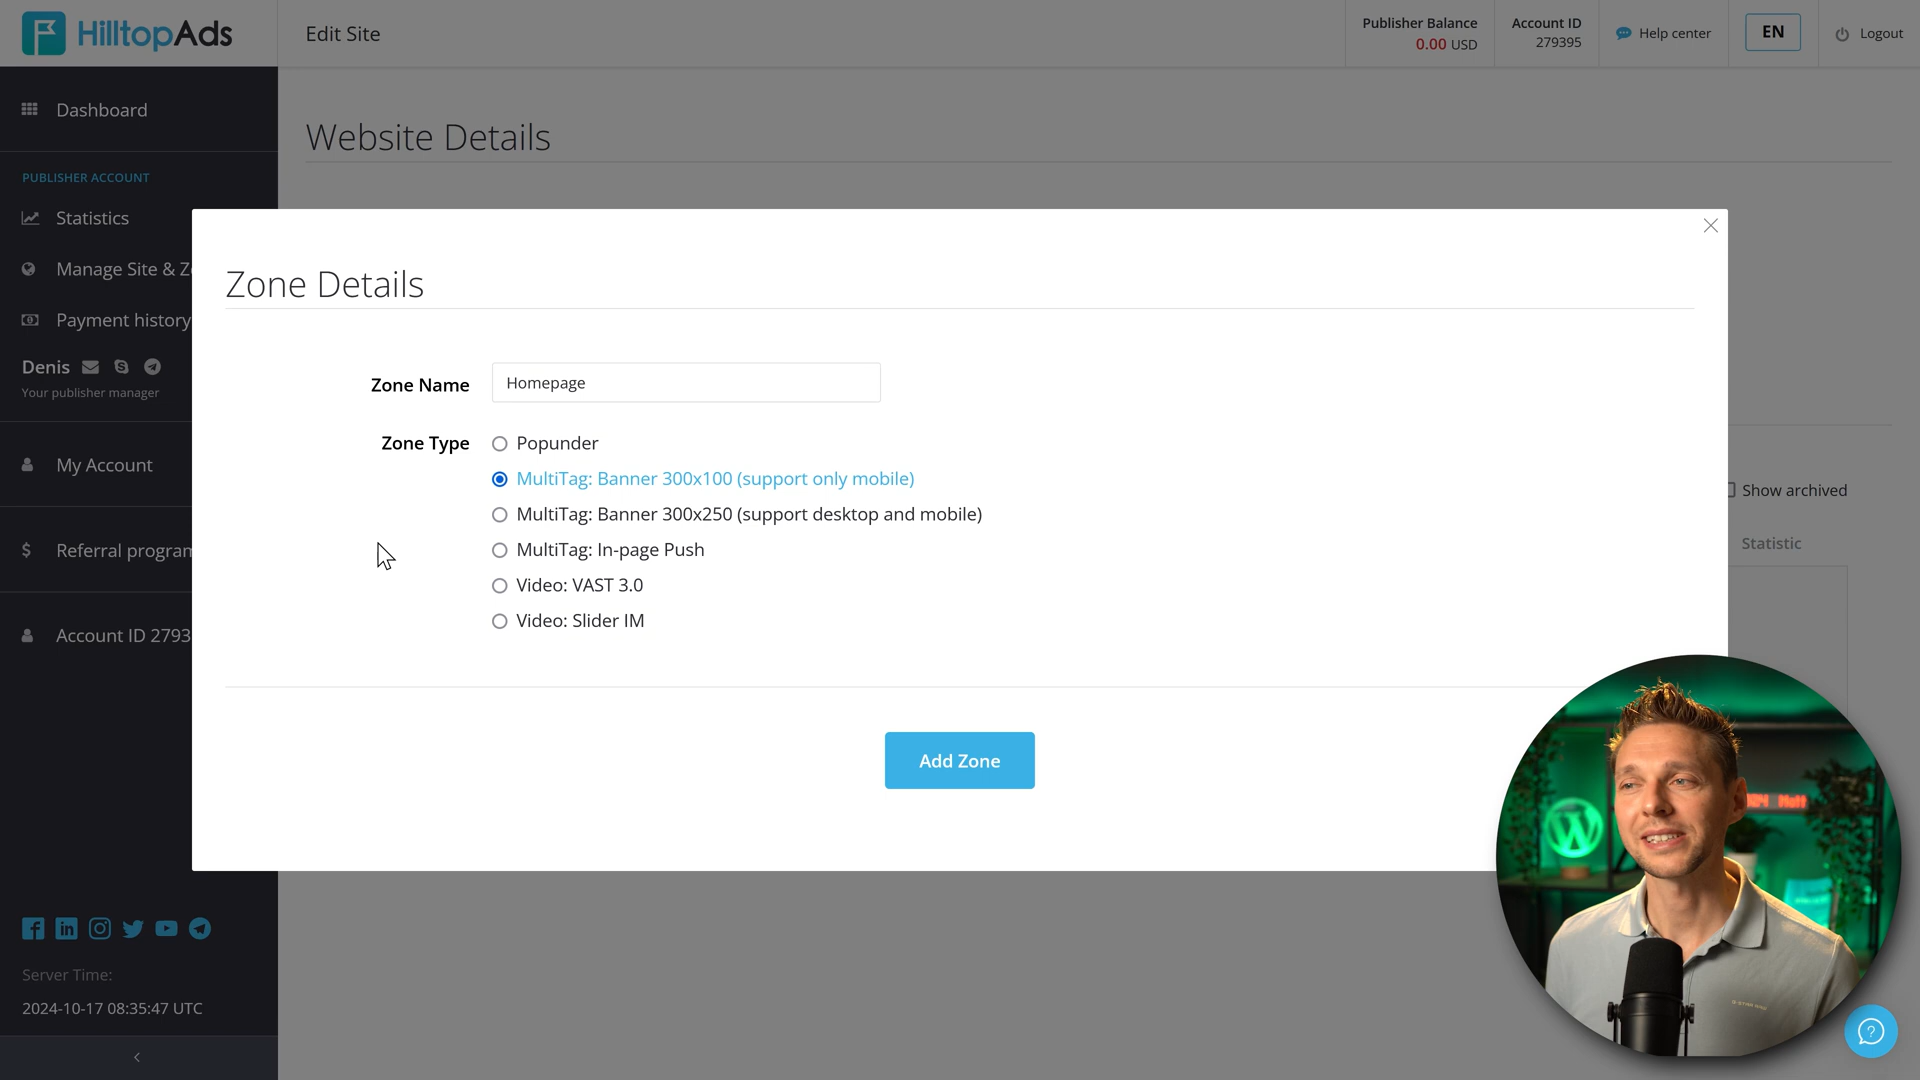 HilltopAds
Edit Site
Publisher Balance
0.00 USD
Account ID
279395
Help center
EN
Logout
Dashboard
PUBLISHER ACCOUNT
Statistics
Manage Site & Z
Payment history
Denis
Your publisher manager
My Account
Referral program
Account ID 2793
Server Time:
2024-10-17 08:35:47 UTC
Website Details
Show archived
Statistic
Zone Details
Zone Name
Homepage
Zone Type
Popunder
MultiTag: Banner 300x100 (support only mobile)
MultiTag: Banner 300x250 (support desktop and mobile)
MultiTag: In-page Push
Video: VAST 3.0
Video: Slider IM
Add Zone